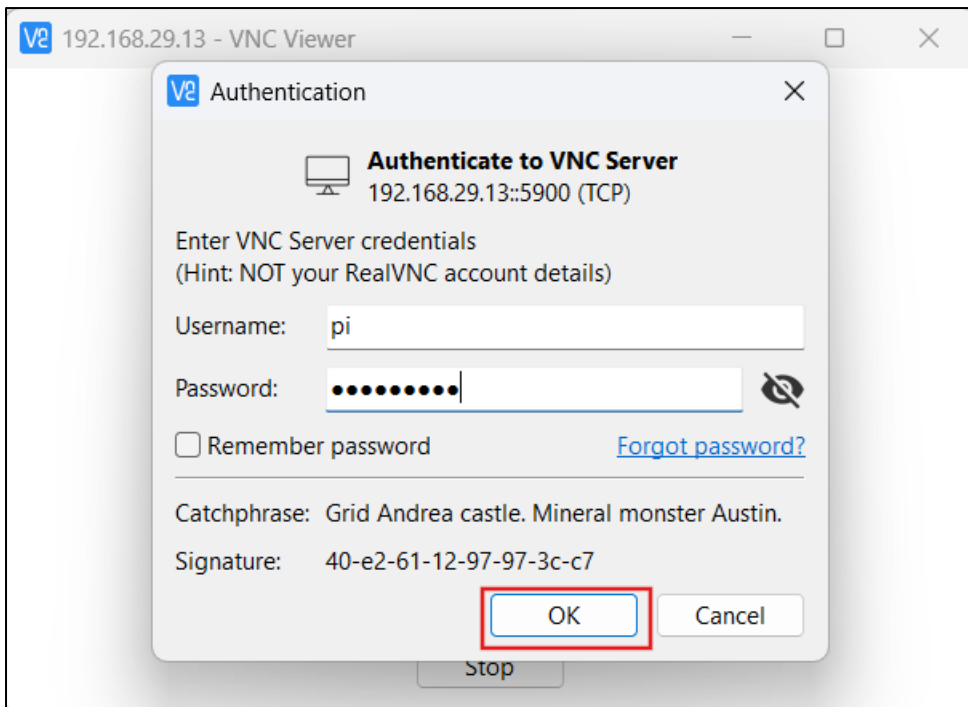 V2 192.168.29.13 - VNC Viewer
V2 Authentication
Authenticate to VNC Server
192.168.29.13::5900 (TCP)
Enter VNC Server credentials
(Hint: NOT your RealVNC account details)
Username: pi
Password: ●●●●●●●●●
Remember password Forgot password?
Catchphrase: Grid Andrea castle. Mineral monster Austin.
Signature: 40-e2-61-12-97-97-3c-c7
OK Cancel
Stop